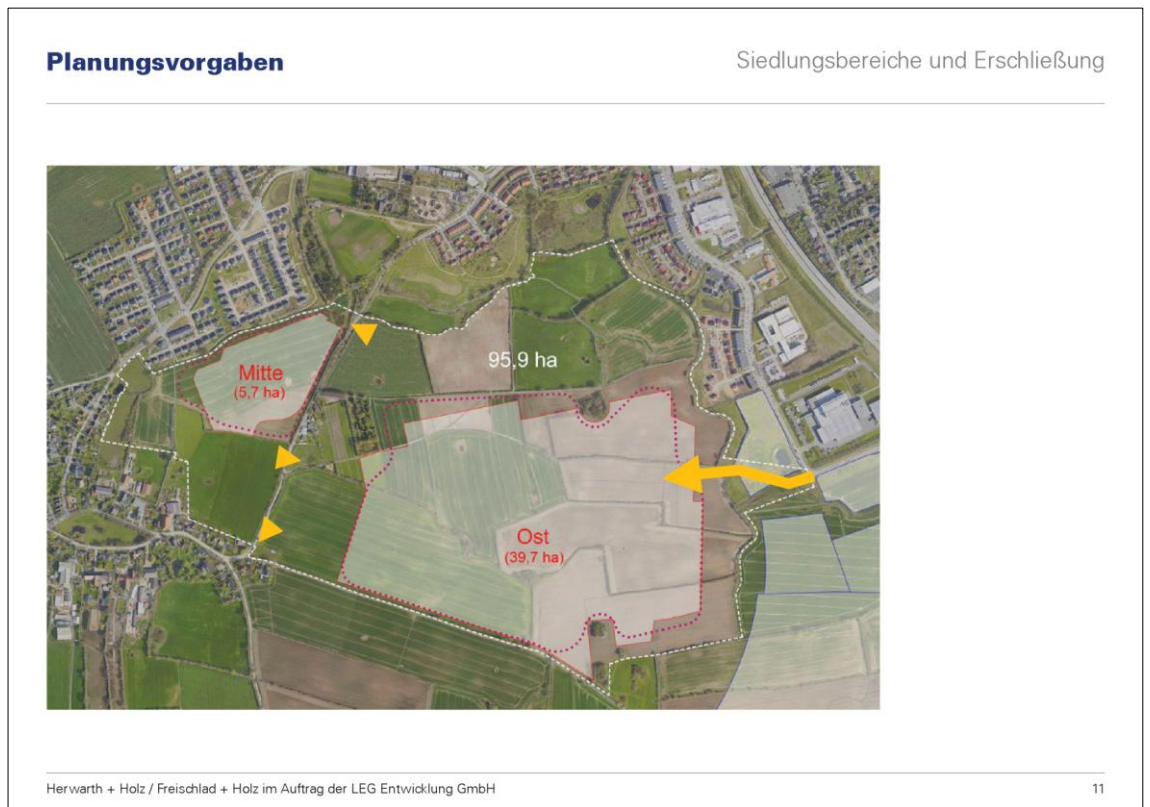 Planungsvorgaben
Siedlungsbereiche und Erschließung
95,9 ha
Mitte
(5,7 ha)
Ost
(39,7 ha)
Herwarth + Holz / Freischlad + Holz im Auftrag der LEG Entwicklung GmbH
11